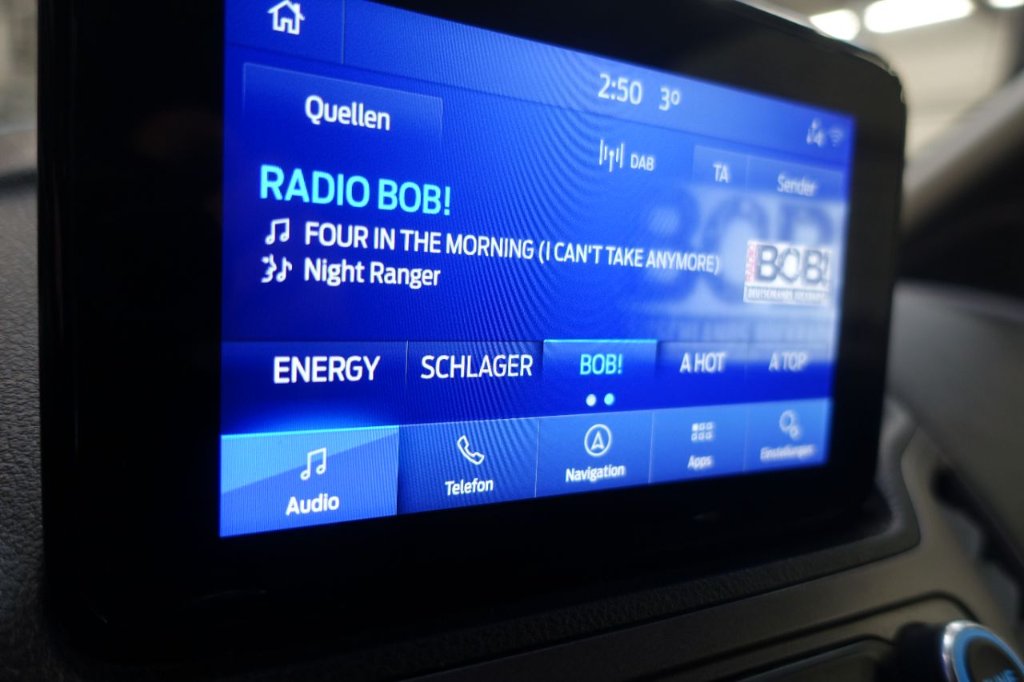 2:50 3°
Quellen
DAB
TA
Sender
RADIO BOB!
FOUR IN THE MORNING (I CAN'T TAKE ANYMORE)
Night Ranger
RADIO
BOB!
ENERGY
SCHLAGER
BOB!
A HOT
A TOP
Audio
Telefon
Navigation
Apps
Einstellungen